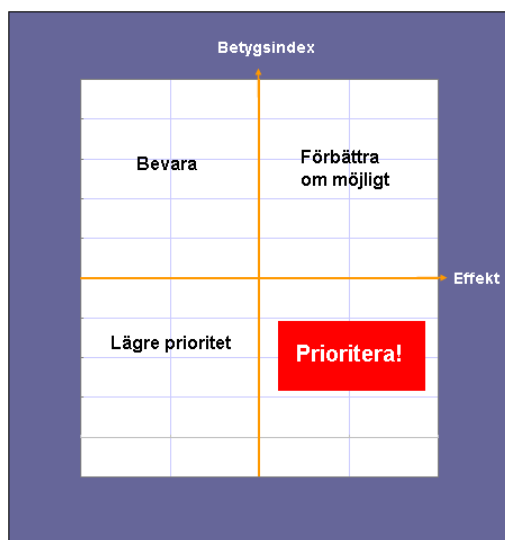 Betygsindex
Bevara
Förbättra
om möjligt
Effekt
Lägre prioritet
Prioritera!